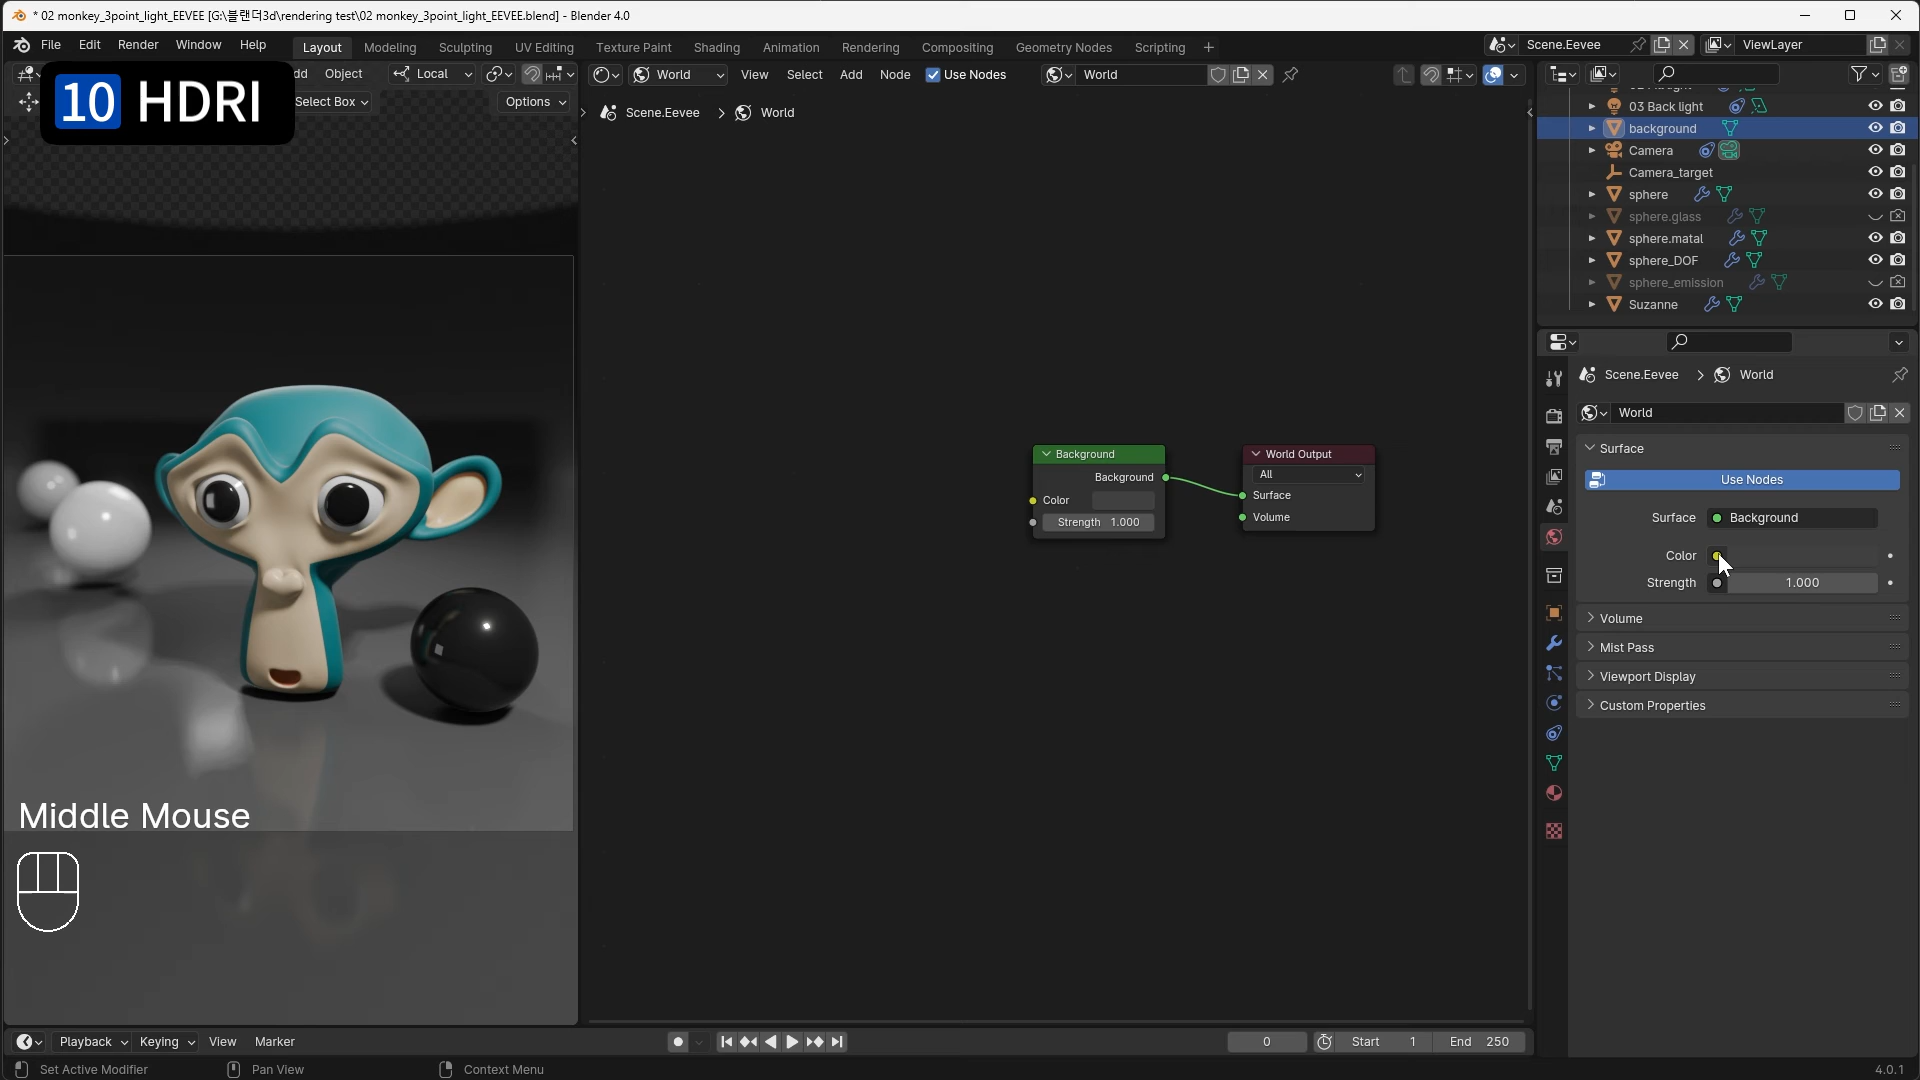 * 02 monkey_3point_light_EEVEE [G:\블랜더3d\rendering test\02 monkey_3point_light_EEVEE.blend] - Blender 4.0
File Edit Render Window Help Layout Modeling Sculpting UV Editing Texture Paint Shading Animation Rendering Compositing Geometry Nodes Scripting + Scene.Eevee ViewLayer
Object Local World View Select Add Node Use Nodes World
10 HDRI
Select Box Options
Scene.Eevee > World
03 Back light
background
Camera
Camera_target
sphere
sphere.glass
sphere.matal
sphere_DOF
sphere_emission
Suzanne
Scene.Eevee > World
World
Surface
Use Nodes
Surface Background
Color
Strength 1.000
Volume
Mist Pass
Viewport Display
Custom Properties
Background
Background
Color
Strength 1.000
World Output
All
Surface
Volume
Middle Mouse
Playback Keying View Marker 0 Start 1 End 250
Set Active Modifier Pan View Context Menu 4.0.1